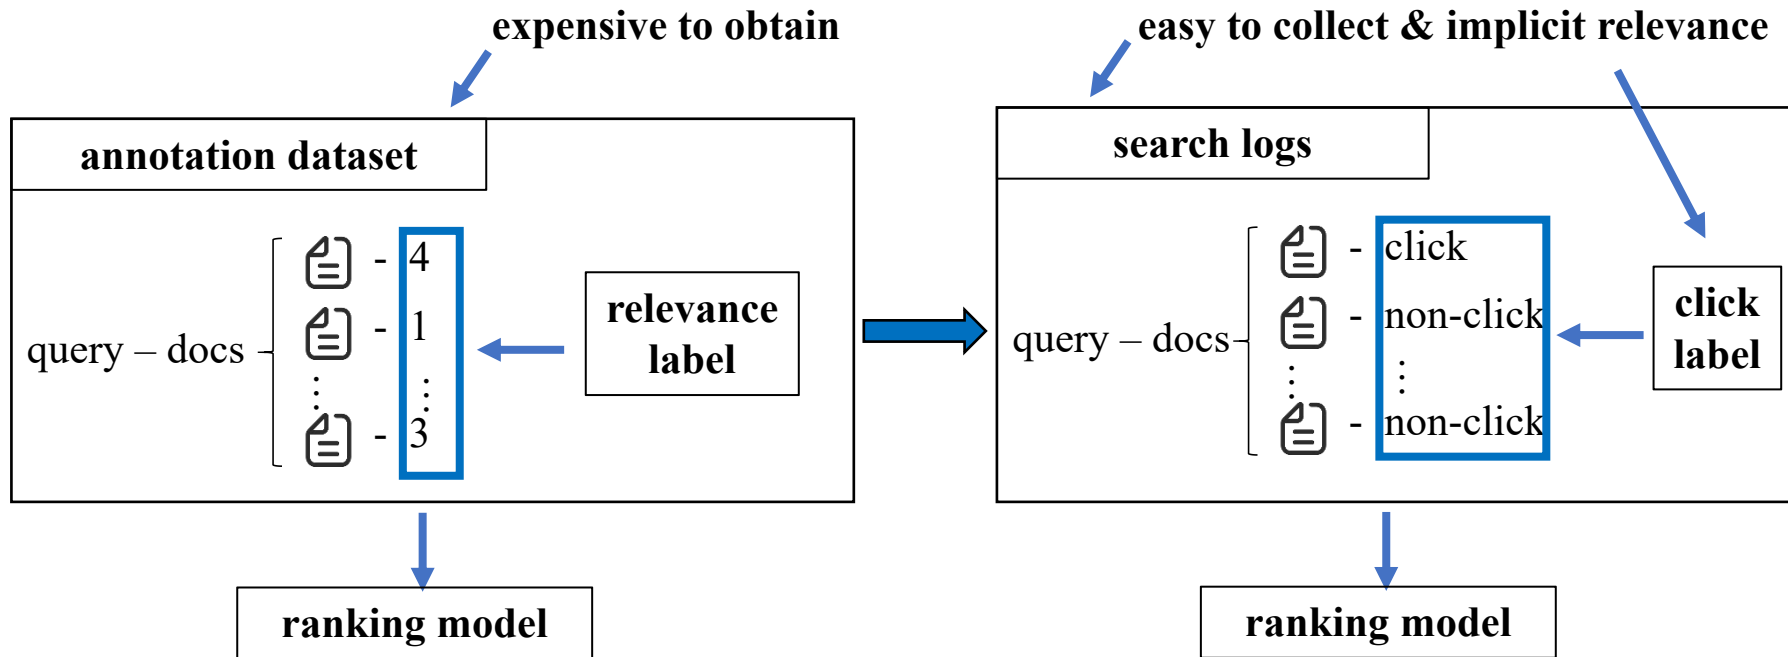 expensive to obtain
annotation dataset
query – docs
- 4
- 1
⋮ ⋮
- 3
relevance
label
ranking model
easy to collect & implicit relevance
search logs
query – docs
- click
- non-click
⋮ ⋮
- non-click
click
label
ranking model